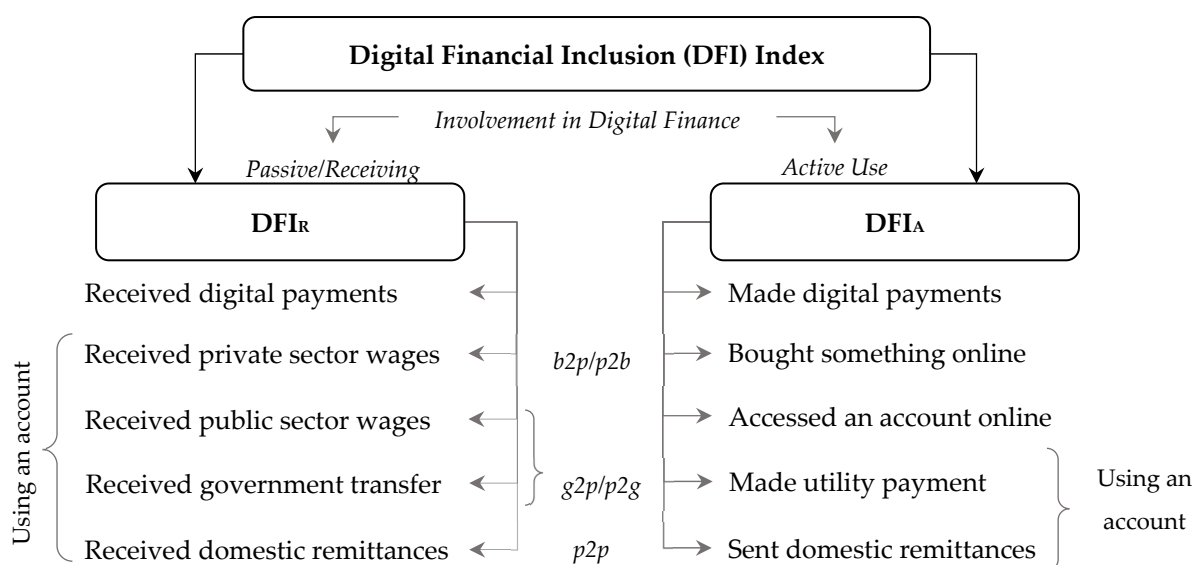 Digital Financial Inclusion (DFI) Index
Involvement in Digital Finance
Passive/Receiving
Active Use
DFIR
DFIA
Received digital payments
Made digital payments
Received private sector wages
b2p/p2b
Bought something online
Received public sector wages
Accessed an account online
Using an account
Received government transfer
g2p/p2g
Made utility payment
Using an
account
Received domestic remittances
p2p
Sent domestic remittances